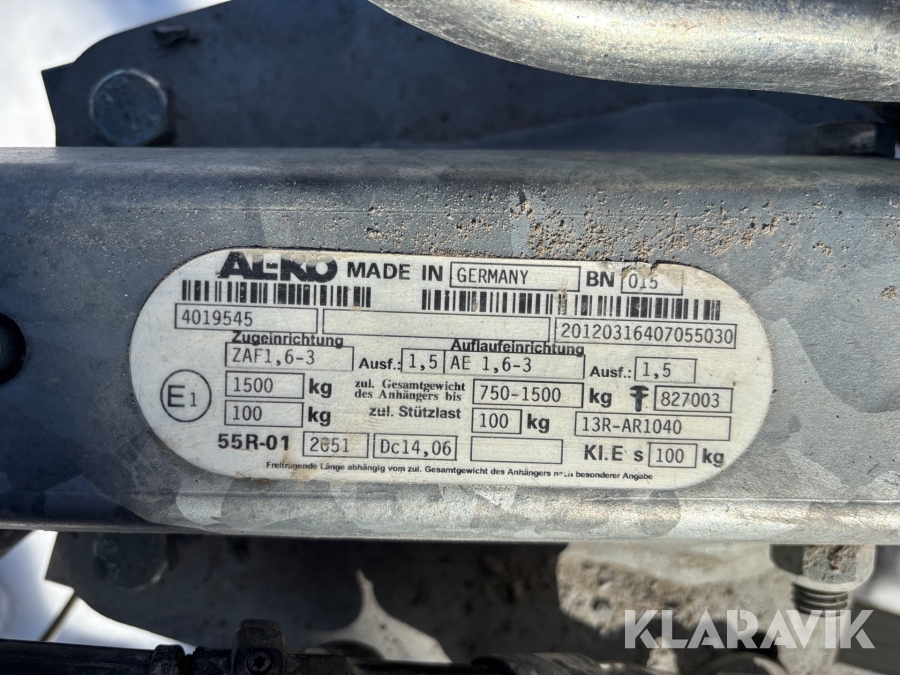 AL-KO MADE IN GERMANY BN 015
4019545 20120316407055030
Zugeinrichtung Auflaufeinrichtung
ZAF1,6-3 Ausf.: 1,5 AE 1,6-3 Ausf.: 1,5
E1 1500 kg zul. Gesamtgewicht des Anhängers bis 750-1500 kg 827003
100 kg zul. Stützlast 100 kg 13R-AR1040
55R-01 2851 Dc14,06 Kl.E s 100 kg
Freitragende Länge abhängig vom zul. Gesamtgewicht des Anhängers nach besonderer Angabe
KLARAVIK